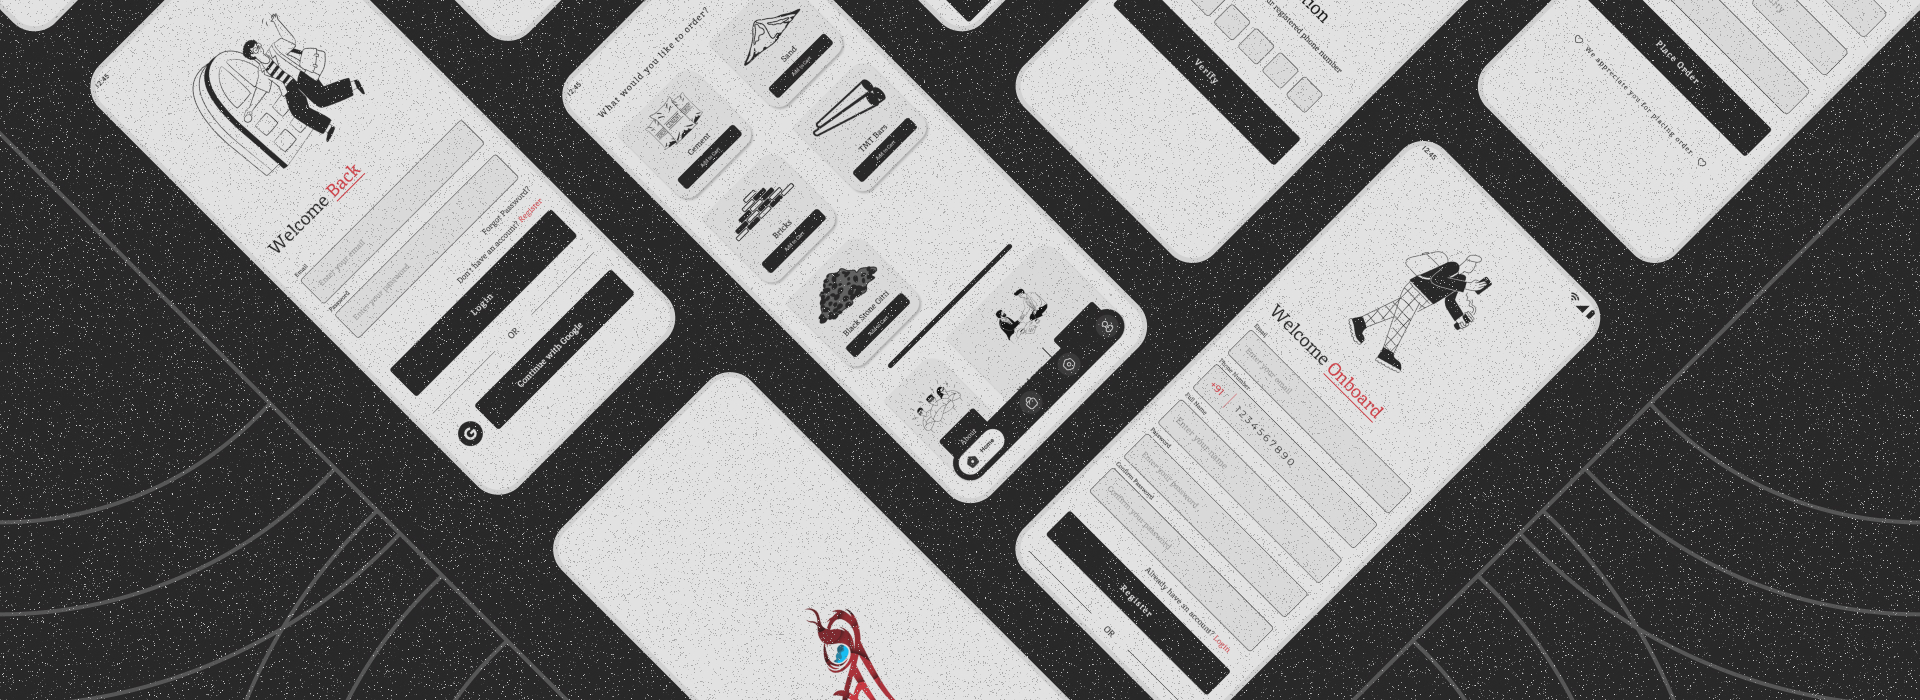 12:45
Welcome Back
Email
Enter your email
Password
Enter your password
Forgot Password?
Don't have an account? Register
Login
OR
Continue with Google
G
12:45
What would you like to order?
Cement
Add to Cart
Sand
Add to Cart
Bricks
Add to Cart
TMT Bars
Add to Cart
Black Stone Gitti
Add to Cart
About
Home
tion
ur registered phone number
Verify
Place Order
We appreciate you for placing order.
12:45
Welcome Onboard
Email
Enter your email
Phone Number
+91
1234567890
Full Name
Enter your name
Password
Enter your password
Confirm Password
Confirm your password
Already have an account? Login
Register
OR